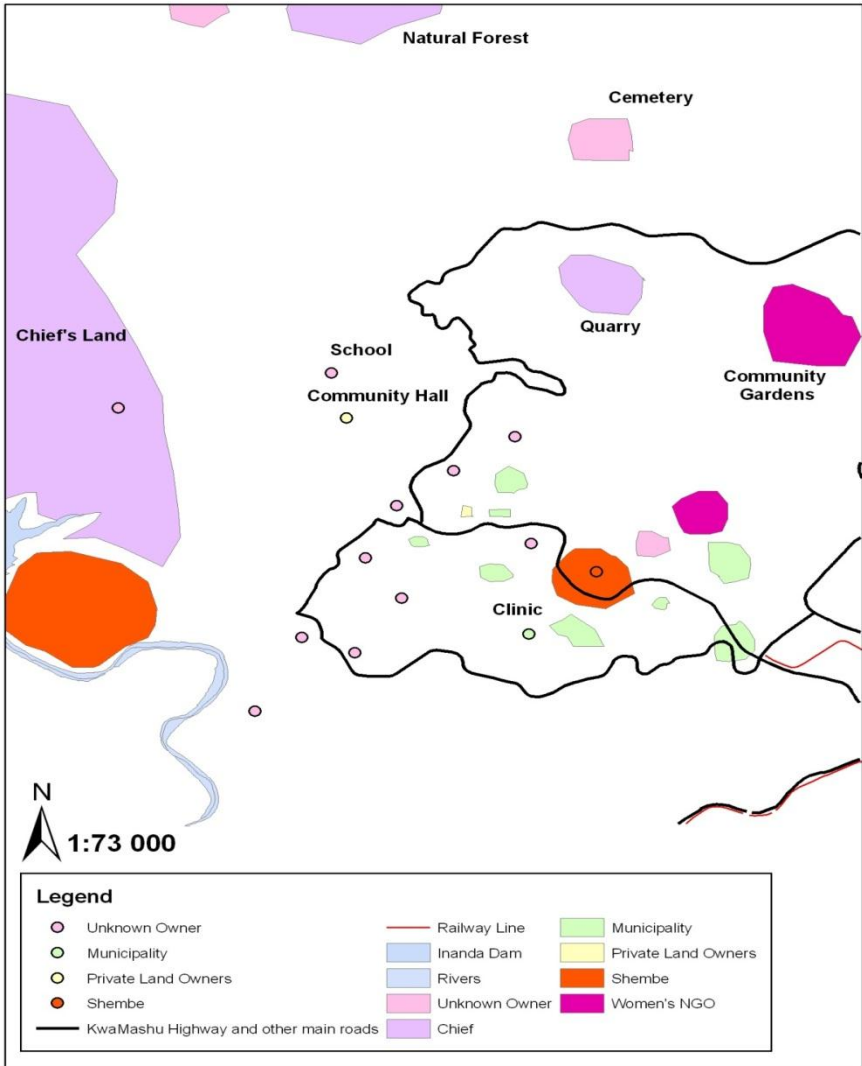 Natural Forest
Cemetery
Chief's Land
School
Quarry
Community Hall
Community
Gardens
Clinic
N
1:73 000
Legend
Unknown Owner
Municipality
Private Land Owners
Shembe
KwaMashu Highway and other main roads
Railway Line
Inanda Dam
Rivers
Unknown Owner
Chief
Municipality
Private Land Owners
Shembe
Women's NGO